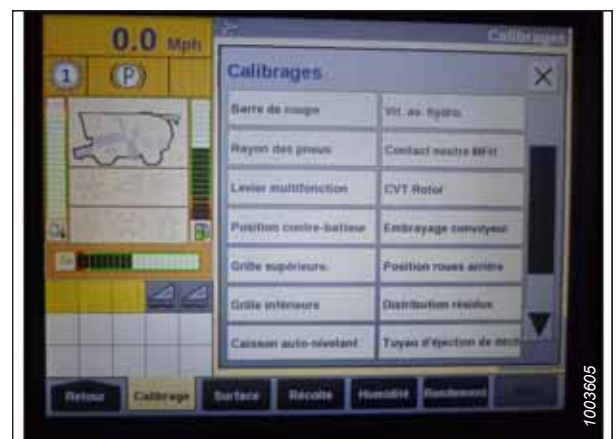 0.0 Mph
Calibrages
1 P
Calibrages
Barre de coupe
Vit. av. hydro.
Rayon des pneus
Contact neutre MFH
Levier multifonction
CVT Rotor
Position contre-batteur
Embrayage convoyeur
Grille supérieure.
Position roues arrière
Grille inférieure
Distribution résidus
Caisson auto-nivelant
Tuyau d'éjection de
Retour
Calibrage
Surface
Récolte
Humidité
Rendement
1003605